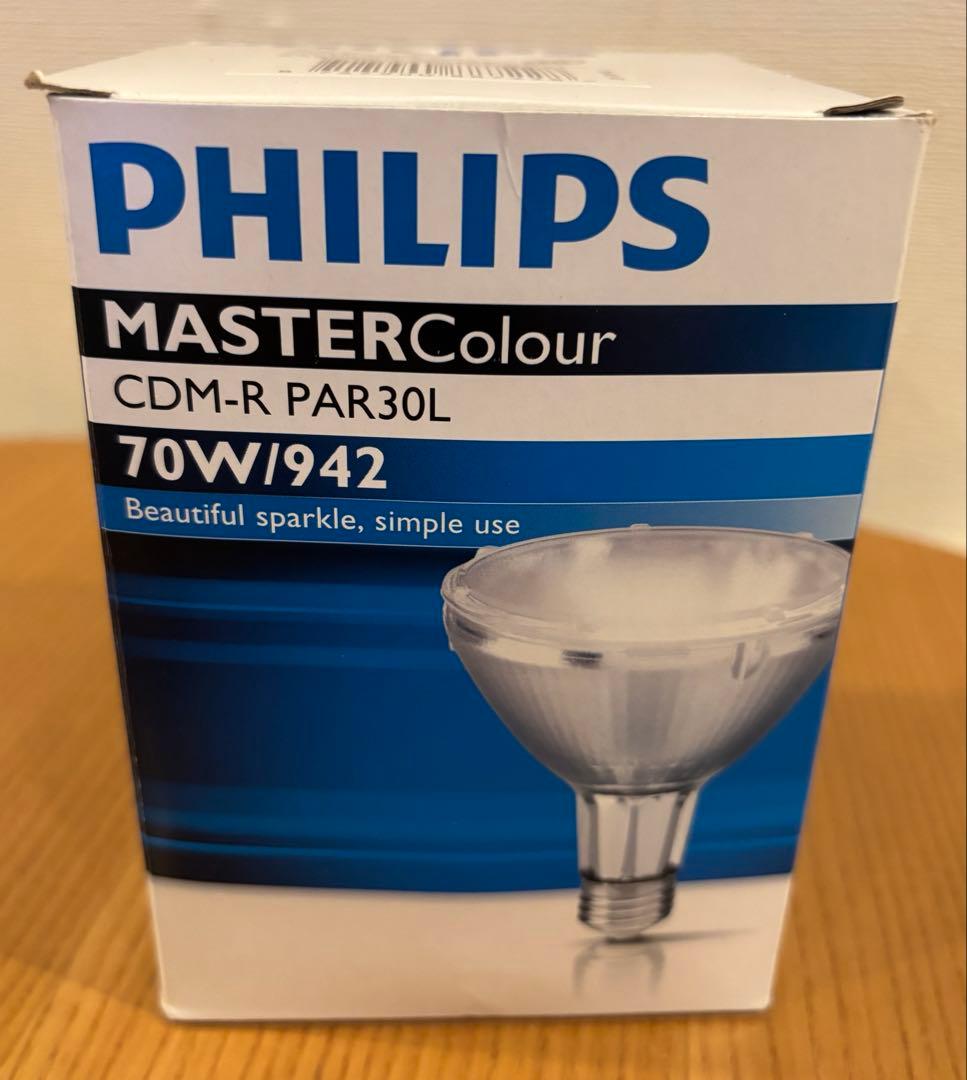 PHILIPS
MASTERColour
CDM-R PAR30L
70W/942
Beautiful sparkle, simple use